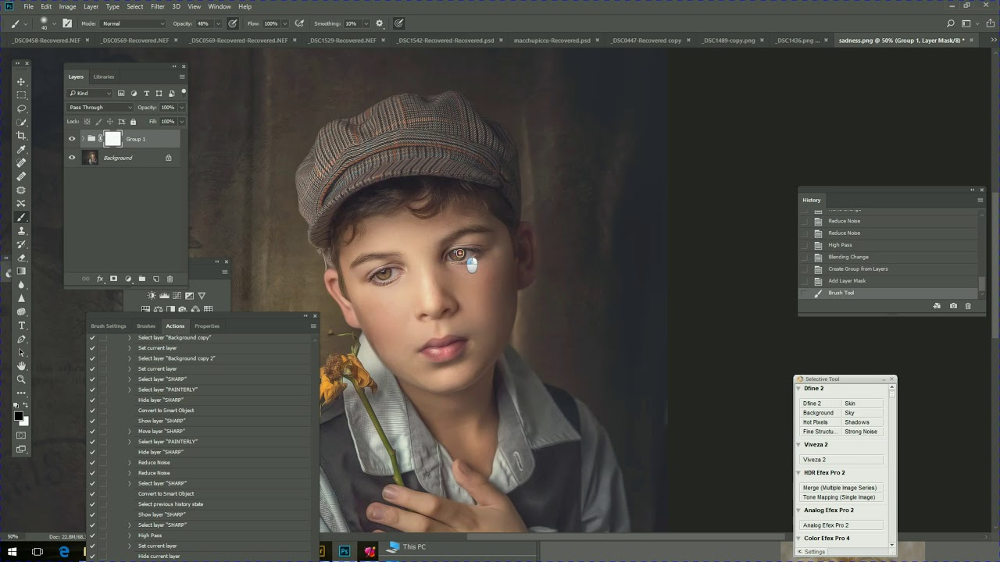 Ps File Edit Image Layer Type Select Filter 3D View Window Help
40 Mode: Normal Opacity: 48% Flow: 100% Smoothing: 10%
_DSC0458-Recovered.NEF _DSC0569-Recovered.NEF _DSC0569-Recovered-Recovered.NEF _DSC1529-Recovered.NEF _DSC1542-Recovered-Recovered.psd macchupiccu-Recovered.psd _DSC0447-Recovered copy _DSC1489-copy.png _DSC1436.png ... sadness.png @ 50% (Group 1, Layer Mask/8) *
Layers Libraries
Kind
Pass Through Opacity: 100%
Lock: Fill: 100%
Group 1
Background
History
Reduce Noise
Reduce Noise
High Pass
Blending Change
Create Group from Layers
Add Layer Mask
Brush Tool
Brush Settings Brushes Actions Properties
Select layer "Background copy"
Set current layer
Select layer "Background copy 2"
Set current layer
Select layer "SHARP"
Select layer "PAINTERLY"
Hide layer "SHARP"
Convert to Smart Object
Show layer "SHARP"
Move layer "SHARP"
Select layer "PAINTERLY"
Hide layer "SHARP"
Reduce Noise
Reduce Noise
Select layer "SHARP"
Convert to Smart Object
Select previous history state
Show layer "SHARP"
Select layer "SHARP"
High Pass
Set current layer
Hide current layer
Selective Tool
Dfine 2
Dfine 2 Skin
Background Sky
Hot Pixels Shadows
Fine Structu... Strong Noise
Viveza 2
Viveza 2
HDR Efex Pro 2
Merge (Multiple Image Series)
Tone Mapping (Single Image)
Analog Efex Pro 2
Analog Efex Pro 2
Color Efex Pro 4
Settings
50% Doc: 22.8M/68.
Ps This PC